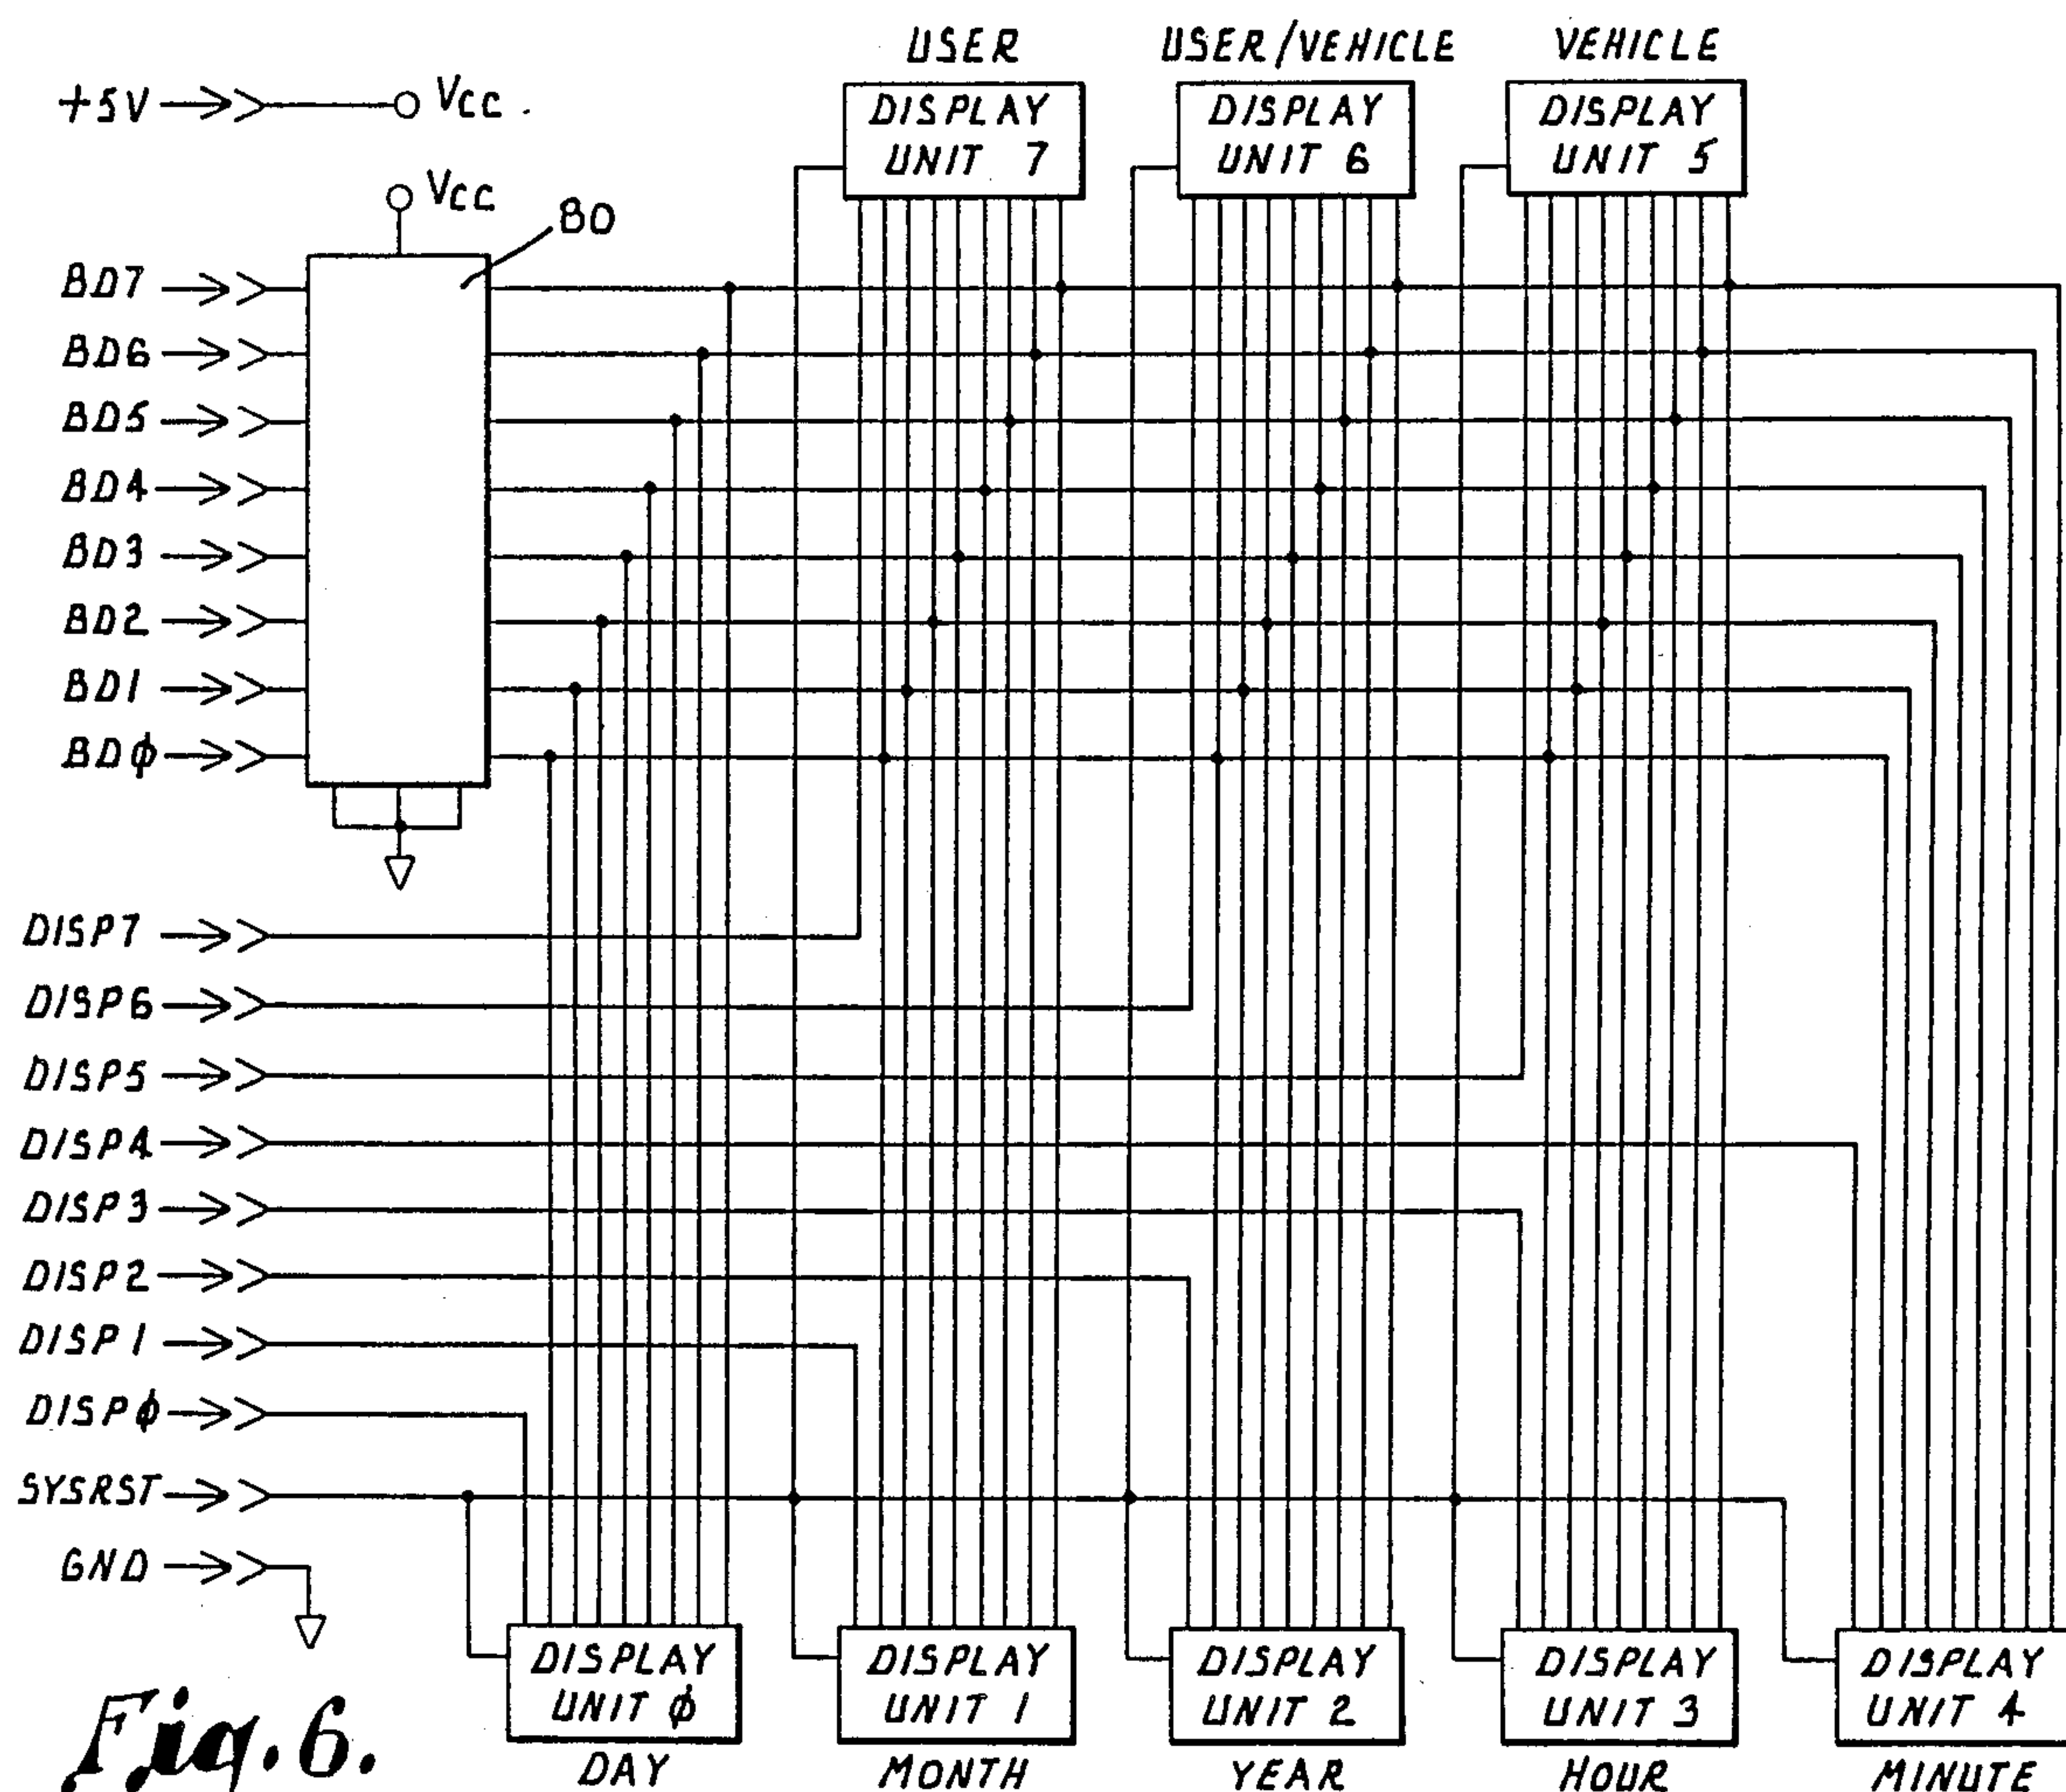 USER USER/VEHICLE VEHICLE
+5V VCC
DISPLAY UNIT 7
DISPLAY UNIT 6
DISPLAY UNIT 5
VCC
80
BD7
BD6
BD5
BD4
BD3
BD2
BD1
BDϕ
DISP7
DISP6
DISP5
DISP4
DISP3
DISP2
DISP1
DISPϕ
SYSRST
GND
DISPLAY UNIT ϕ
DISPLAY UNIT 1
DISPLAY UNIT 2
DISPLAY UNIT 3
DISPLAY UNIT 4
DAY MONTH YEAR HOUR MINUTE
Fig. 6.